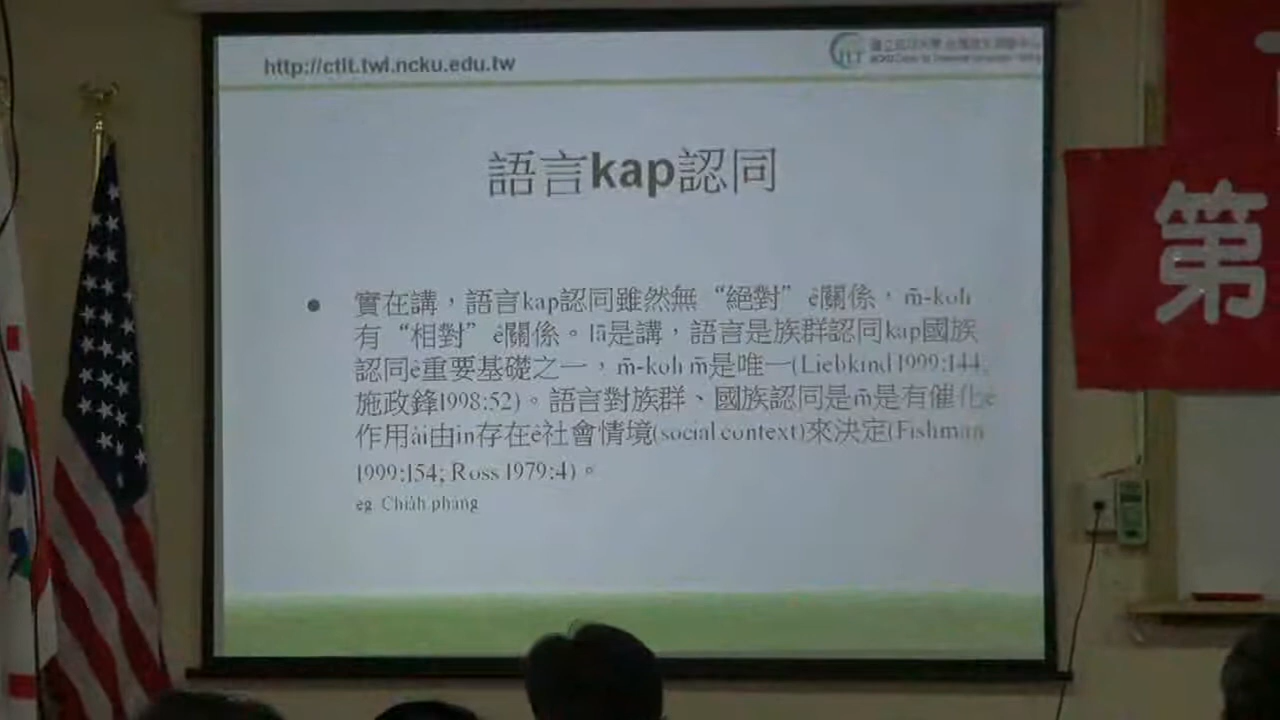 http://ctlt.twl.ncku.edu.tw
語言kap認同
實在講，語言kap認同雖然無“絕對”ê關係，m̄-koh
有“相對”ê關係。Iā是講，語言是族群認同kap國族
認同ê重要基礎之一，m̄-koh m̄是唯一(Liebkind 1999:144,
施政鋒1998:52)。語言對族群、國族認同是m̄是有催化ê
作用ài由in存在ê社會情境(social context)來決定(Fishman
1999:154; Ross 1979:4)。
eg. Chia̍h phang
第